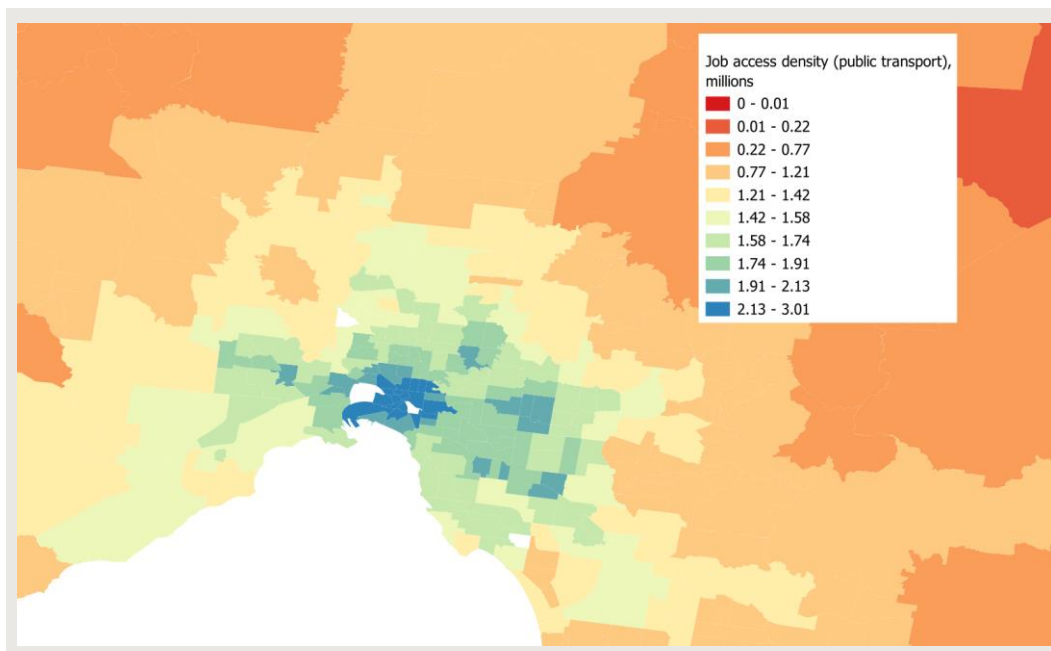 Job access density (public transport),
millions
0 - 0.01
0.01 - 0.22
0.22 - 0.77
0.77 - 1.21
1.21 - 1.42
1.42 - 1.58
1.58 - 1.74
1.74 - 1.91
1.91 - 2.13
2.13 - 3.01